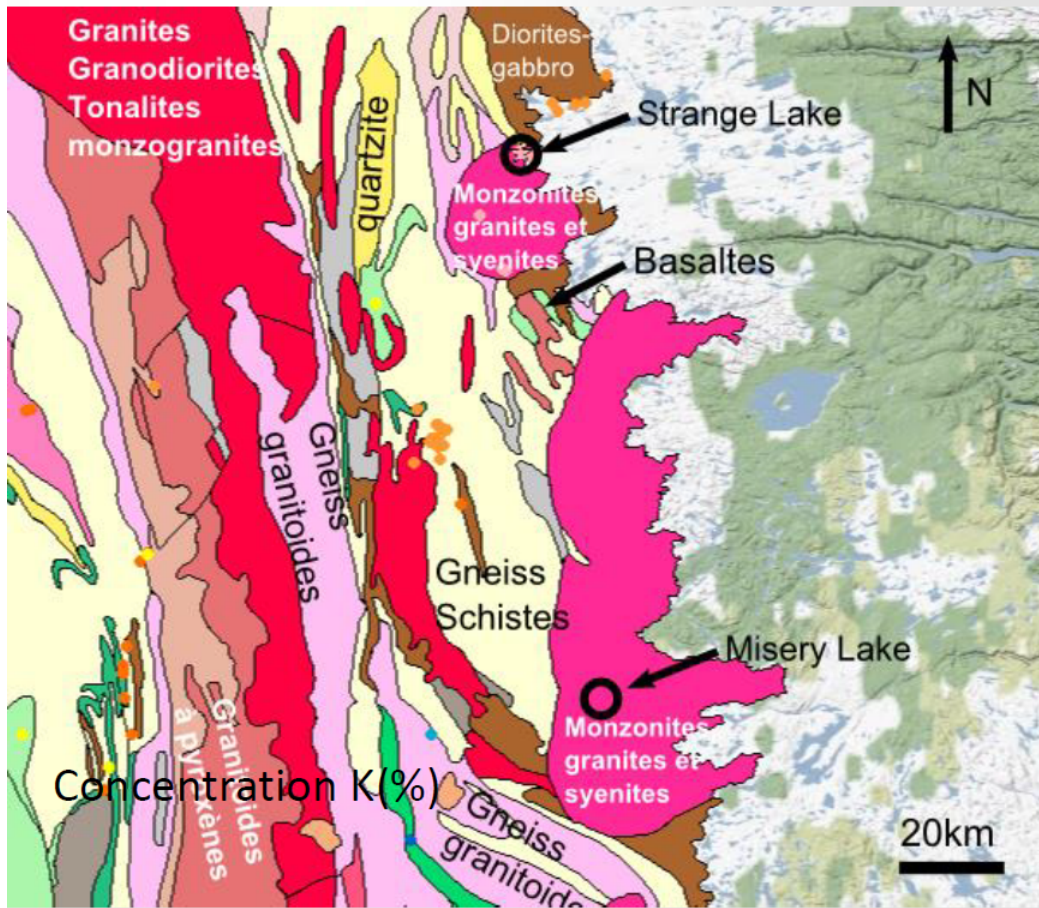 Granites
Granodiorites
Tonalites
monzogranites
Diorites-
gabbro
N
Strange Lake
quartzite
Monzonites
granites et
syenites
Basaltes
Gneiss
granitoides
Gneiss
Schistes
Misery Lake
Monzonites
granites et
syenites
Granitoides
à pyroxènes
Concentration K(%)
20km
Gneiss
granitoides